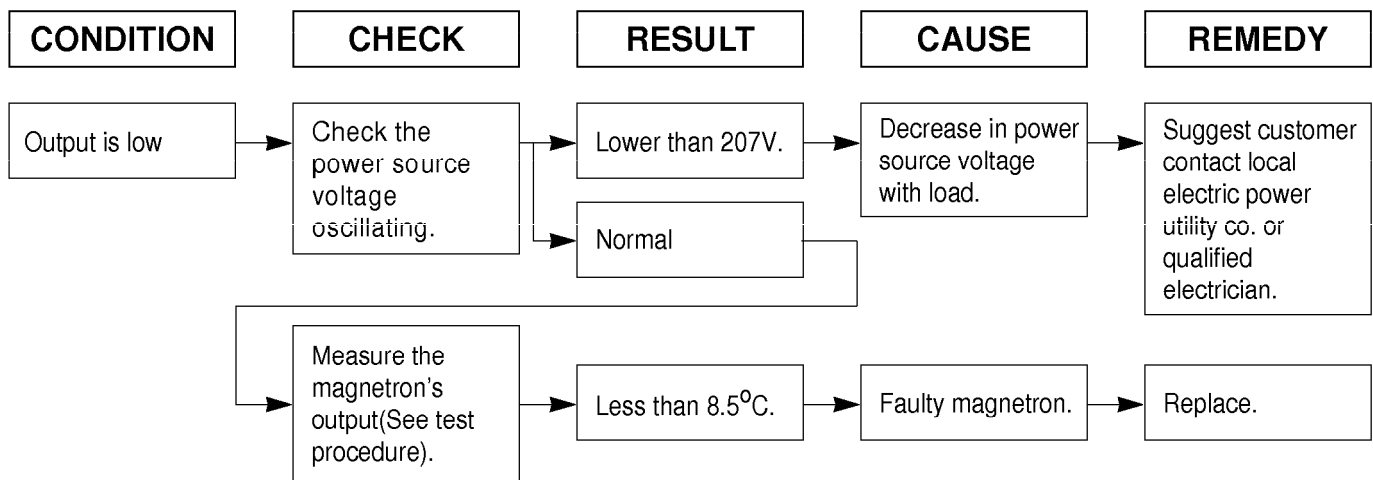 CONDITION
CHECK
RESULT
CAUSE
REMEDY
Output is low
Check the
power source
voltage
oscillating.
Lower than 207V.
Decrease in power
source voltage
with load.
Suggest customer
contact local
electric power
utility co. or
qualified
electrician.
Normal
Measure the
magnetron's
output(See test
procedure).
Less than 8.5°C.
Faulty magnetron.
Replace.